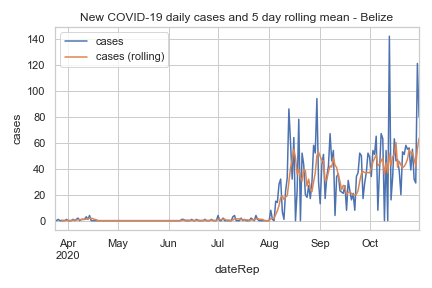 New COVID-19 daily cases and 5 day rolling mean - Belize
cases
cases (rolling)
140
120
100
80
60
40
20
0
cases
Apr May Jun Jul Aug Sep Oct
2020
dateRep